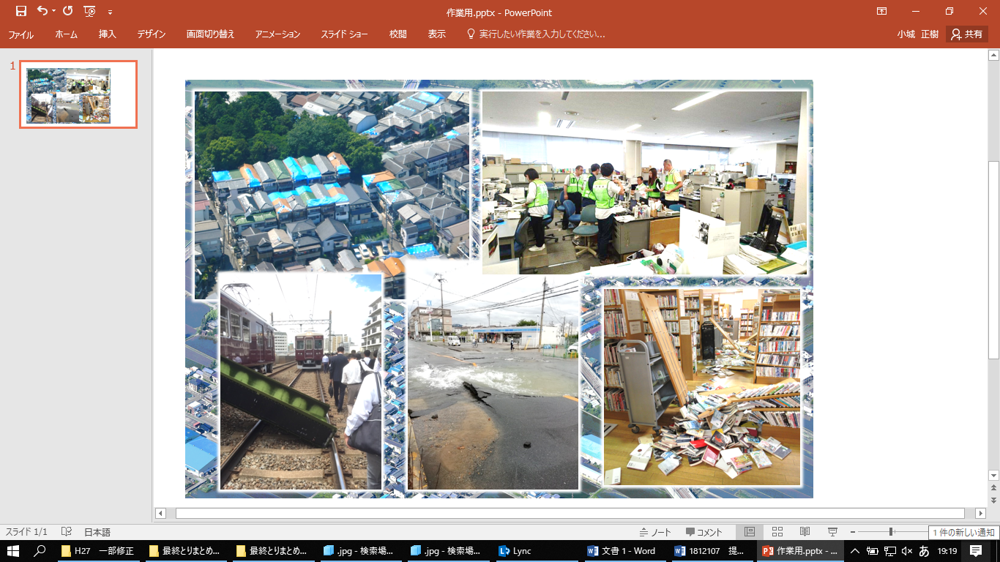 作業用.pptx - PowerPoint
ファイル
ホーム
挿入
デザイン
画面切り替え
アニメーション
スライド ショー
校閲
表示
実行したい作業を入力してください...
小城 正樹
共有
1
スライド 1/1
日本語
ノート
コメント
1 件の新しい通知
H27 一部修正
最終とりまとめ...
最終とりまとめ...
.jpg - 検索場...
.jpg - 検索場...
Lync
文書 1 - Word
1812107 提...
作業用.pptx - ...
あ
19:19